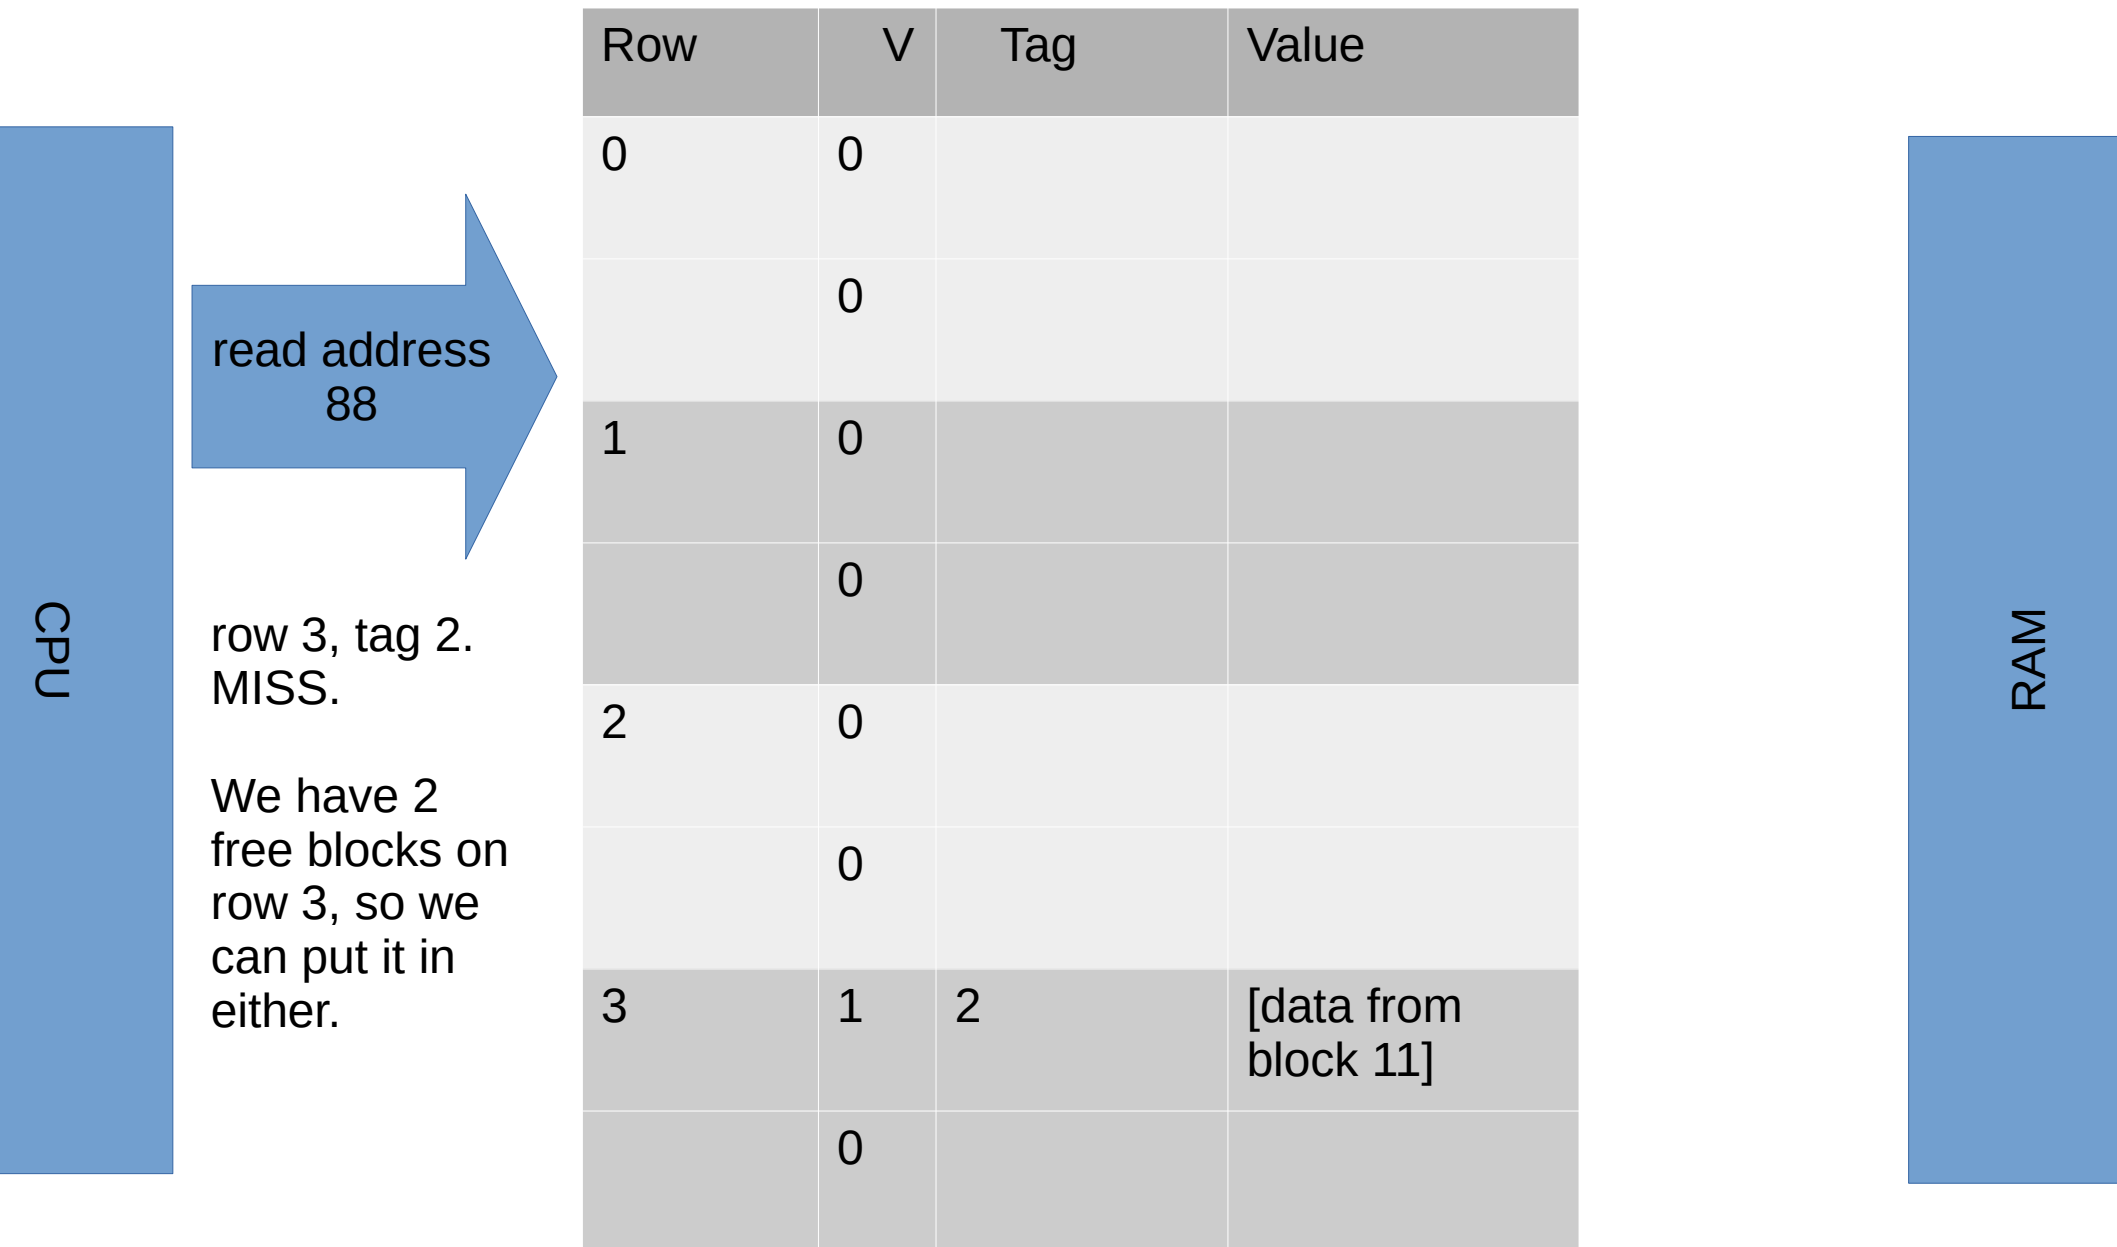 Row V Tag Value
0 0
0
1 0
0
2 0
0
3 1 2 [data from
block 11]
0
CPU
read address
88
row 3, tag 2.
MISS.
We have 2
free blocks on
row 3, so we
can put it in
either.
RAM